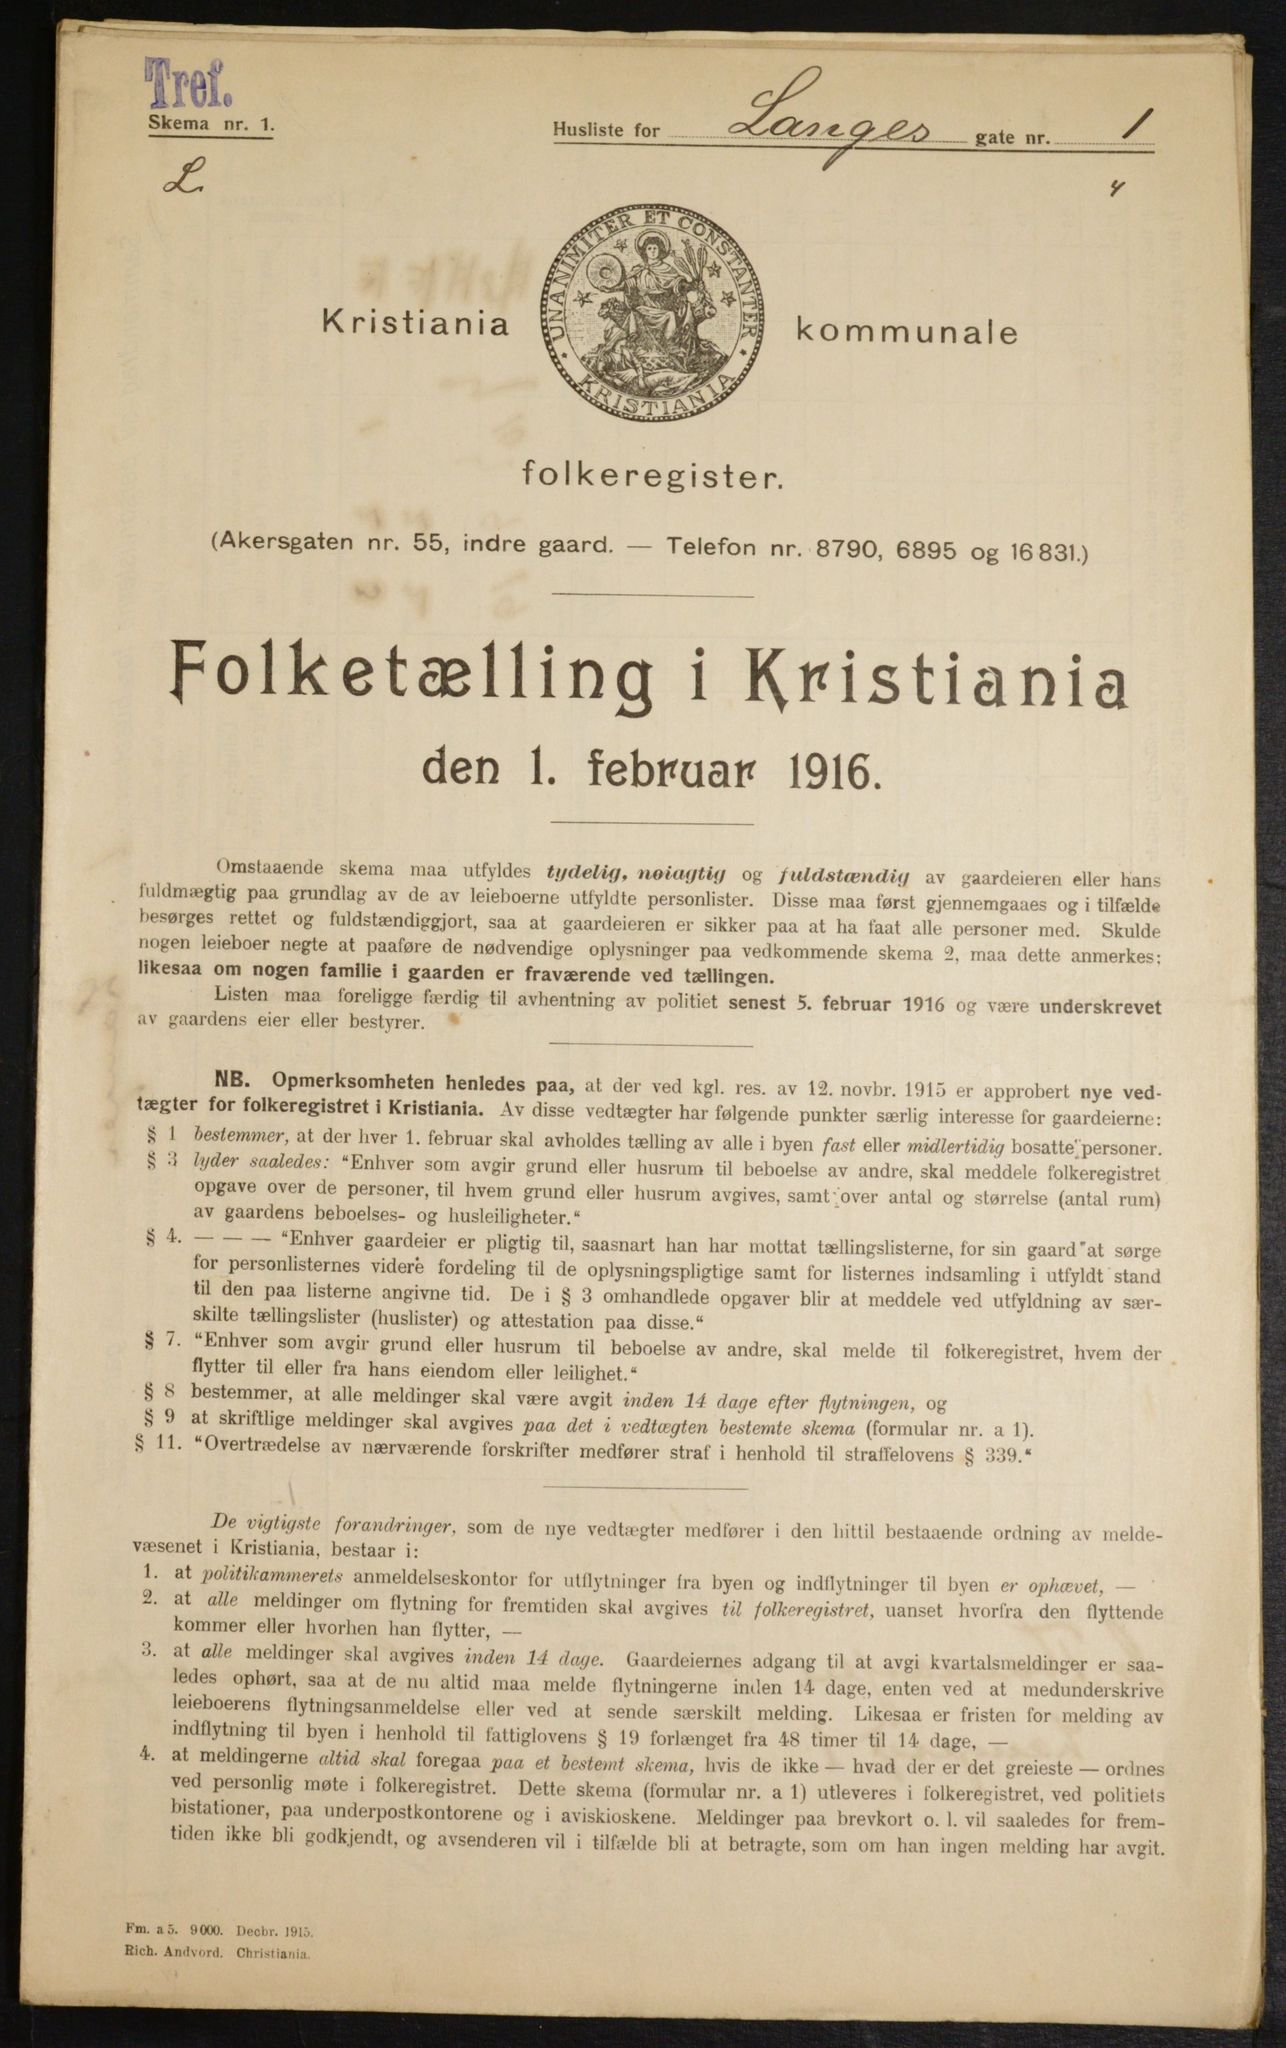 Tref.
Skema nr. 1.
Husliste for Langes gate nr. 1
L.
4
UNANIMITER ET CONSTANTER
KRISTIANIA
Kristiania kommunale
folkeregister.
(Akersgaten nr. 55, indre gaard. — Telefon nr. 8790, 6895 og 16831.)
Folketælling i Kristiania
den 1. februar 1916.
Omstaaende skema maa utfyldes tydelig, nøiagtig og fuldstændig av gaardeieren eller hans
fuldmægtig paa grundlag av de av leieboerne utfyldte personlister. Disse maa først gjennemgaaes og i tilfælde
besørges rettet og fuldstændiggjort, saa at gaardeieren er sikker paa at ha faat alle personer med. Skulde
nogen leieboer negte at paaføre de nødvendige oplysninger paa vedkommende skema 2, maa dette anmerkes;
likesaa om nogen familie i gaarden er fraværende ved tællingen.
Listen maa foreligge færdig til avhentning av politiet senest 5. februar 1916 og være underskrevet
av gaardens eier eller bestyrer.
NB. Opmerksomheten henledes paa, at der ved kgl. res. av 12. novbr. 1915 er approbert nye ved-
tægter for folkeregistret i Kristiania. Av disse vedtægter har følgende punkter særlig interesse for gaardeierne:
§ 1 bestemmer, at der hver 1. februar skal avholdes tælling av alle i byen fast eller midlertidig bosatte personer.
§ 3 lyder saaledes: "Enhver som avgir grund eller husrum til beboelse av andre, skal meddele folkeregistret
opgave over de personer, til hvem grund eller husrum avgives, samt over antal og størrelse (antal rum)
av gaardens beboelses- og husleiligheter."
§ 4. — — — "Enhver gaardeier er pligtig til, saasnart han har mottat tællingslisterne, for sin gaard at sørge
for personlisternes videre fordeling til de oplysningspligtige samt for listernes indsamling i utfyldt stand
til den paa listerne angivne tid. De i § 3 omhandlede opgaver blir at meddele ved utfyldning av sær-
skilte tællingslister (huslister) og attestation paa disse."
§ 7. "Enhver som avgir grund eller husrum til beboelse av andre, skal melde til folkeregistret, hvem der
flytter til eller fra hans eiendom eller leilighet."
§ 8 bestemmer, at alle meldinger skal være avgit inden 14 dage efter flytningen, og
§ 9 at skriftlige meldinger skal avgives paa det i vedtægten bestemte skema (formular nr. a 1).
§ 11. "Overtrædelse av nærværende forskrifter medfører straf i henhold til straffelovens § 339."
De vigtigste forandringer, som de nye vedtægter medfører i den hittil bestaaende ordning av melde-
væsenet i Kristiania, bestaar i:
1. at politikammerets anmeldelseskontor for utflytninger fra byen og indflytninger til byen er ophævet, —
2. at alle meldinger om flytning for fremtiden skal avgives til folkeregistret, uanset hvorfra den flyttende
kommer eller hvorhen han flytter, —
3. at alle meldinger skal avgives inden 14 dage. Gaardeiernes adgang til at avgi kvartalsmeldinger er saa-
ledes ophørt, saa at de nu altid maa melde flytningerne inden 14 dage, enten ved at medunderskrive
leieboerens flytningsanmeldelse eller ved at sende særskilt melding. Likesaa er fristen for melding av
indflytning til byen i henhold til fattiglovens § 19 forlænget fra 48 timer til 14 dage, —
4. at meldingerne altid skal foregaa paa et bestemt skema, hvis de ikke — hvad der er det greieste — ordnes
ved personlig møte i folkeregistret. Dette skema (formular nr. a 1) utleveres i folkeregistret, ved politiets
bistationer, paa underpostkontorene og i aviskioskene. Meldinger paa brevkort o. l. vil saaledes for frem-
tiden ikke bli godkjendt, og avsenderen vil i tilfælde bli at betragte, som om han ingen melding har avgit.
Fm. a 5. 9 000. Decbr. 1915.
Rich. Andvord. Christiania.